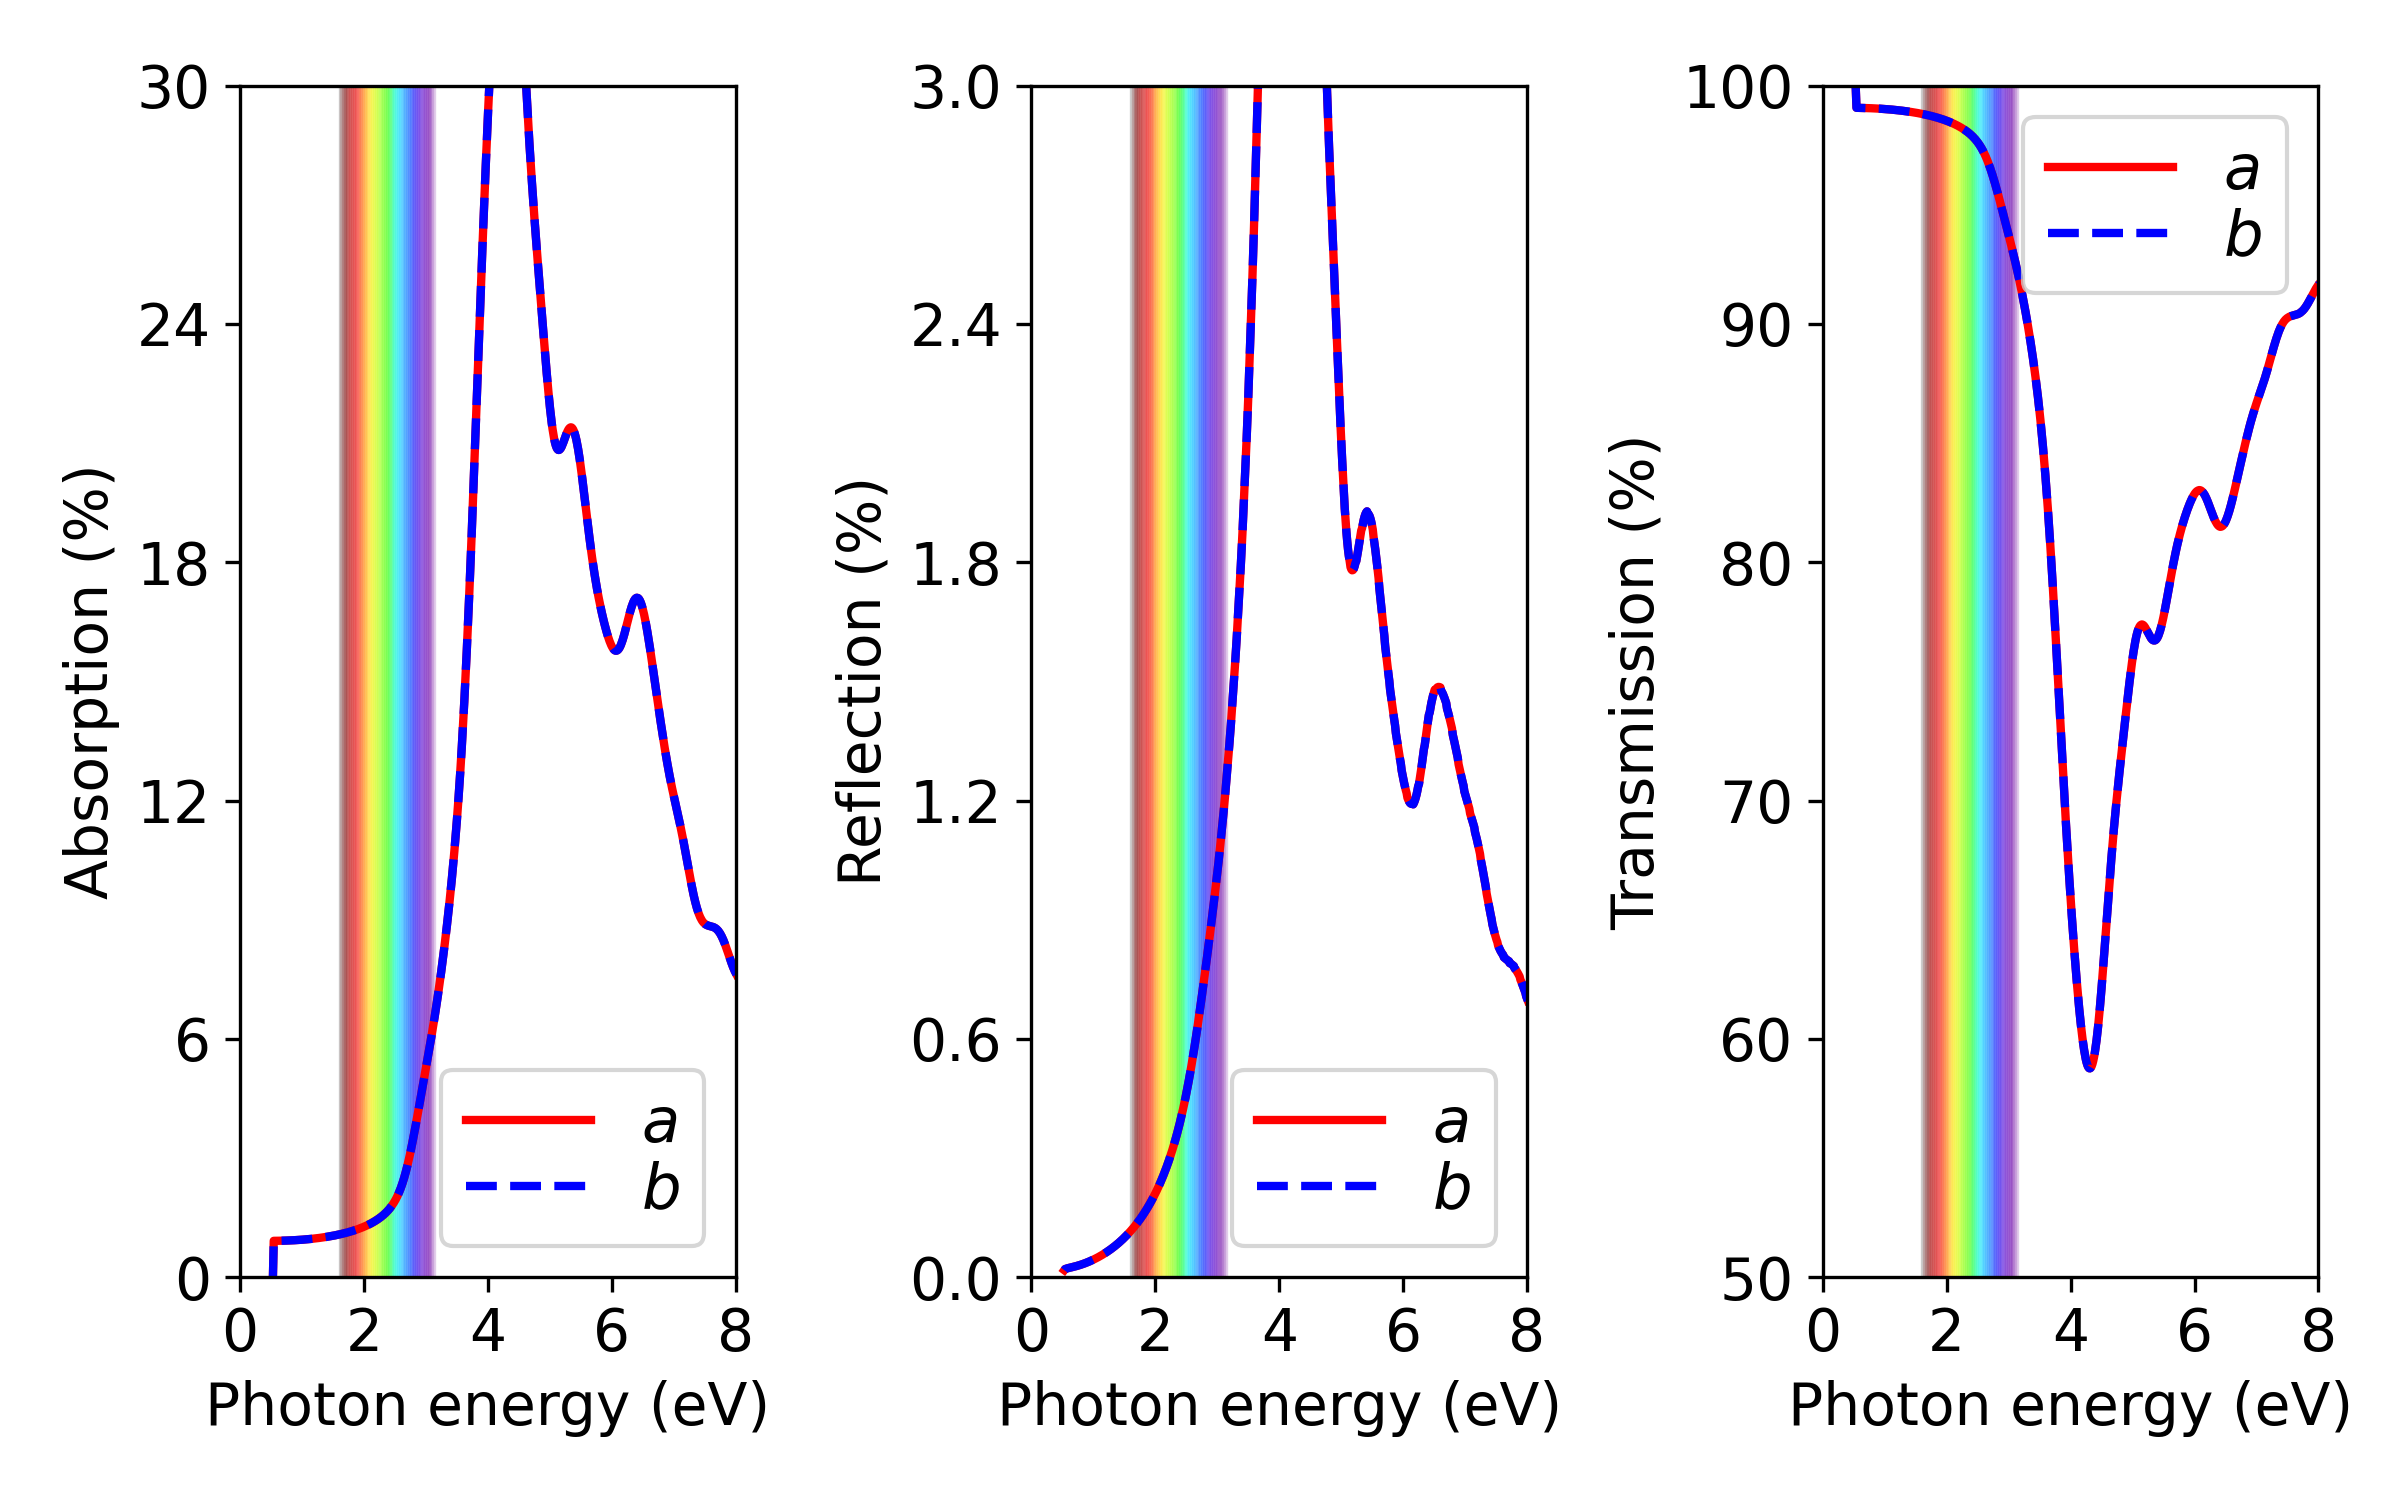 Absorption (%)
30
24
18
12
6
0
0 2 4 6 8
Photon energy (eV)
a
b
Reflection (%)
3.0
2.4
1.8
1.2
0.6
0.0
0 2 4 6 8
Photon energy (eV)
a
b
Transmission (%)
100
90
80
70
60
50
0 2 4 6 8
Photon energy (eV)
a
b